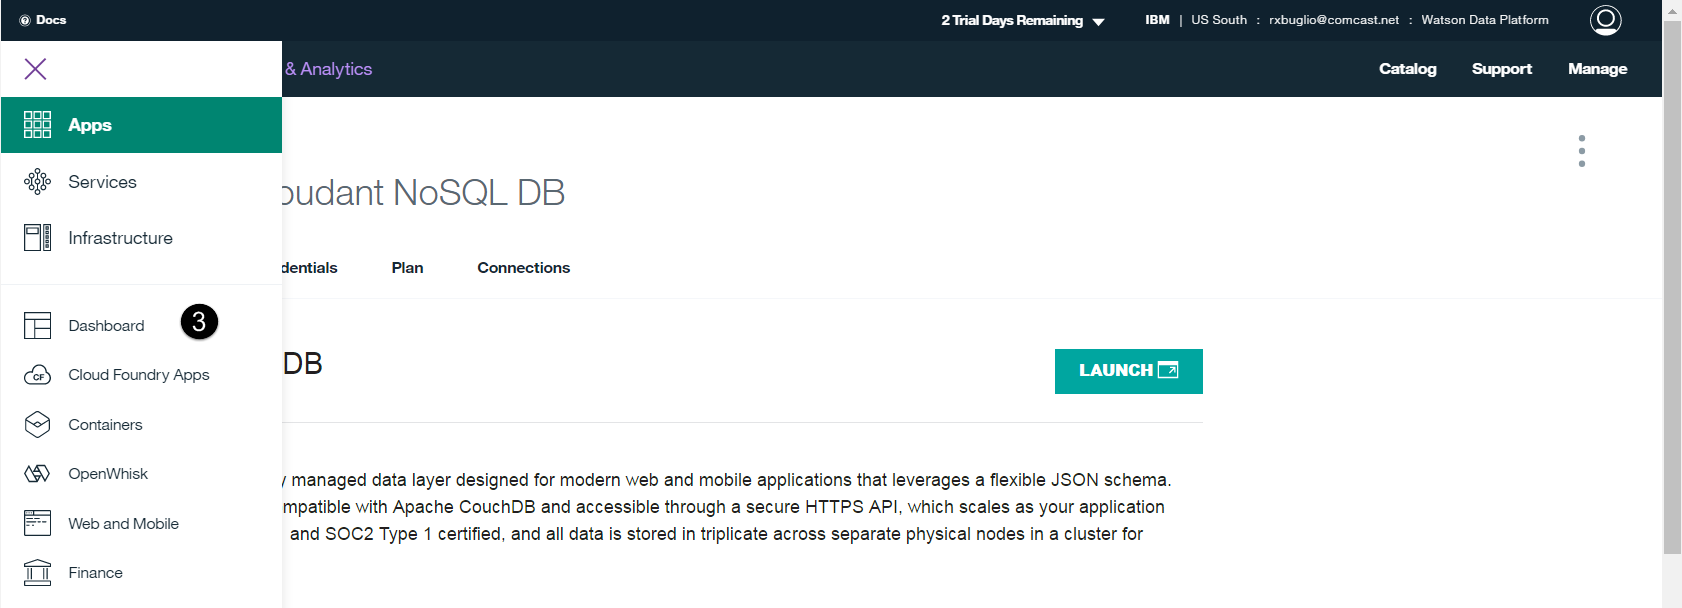 Docs
2 Trial Days Remaining
IBM | US South : rxbuglio@comcast.net : Watson Data Platform
& Analytics
Catalog Support Manage
Apps
Services
Infrastructure
oudant NoSQL DB
dentials Plan Connections
Dashboard 3
Cloud Foundry Apps
CF
Containers
OpenWhisk
Web and Mobile
Finance
DB
LAUNCH
y managed data layer designed for modern web and mobile applications that leverages a flexible JSON schema.
mpatible with Apache CouchDB and accessible through a secure HTTPS API, which scales as your application
and SOC2 Type 1 certified, and all data is stored in triplicate across separate physical nodes in a cluster for